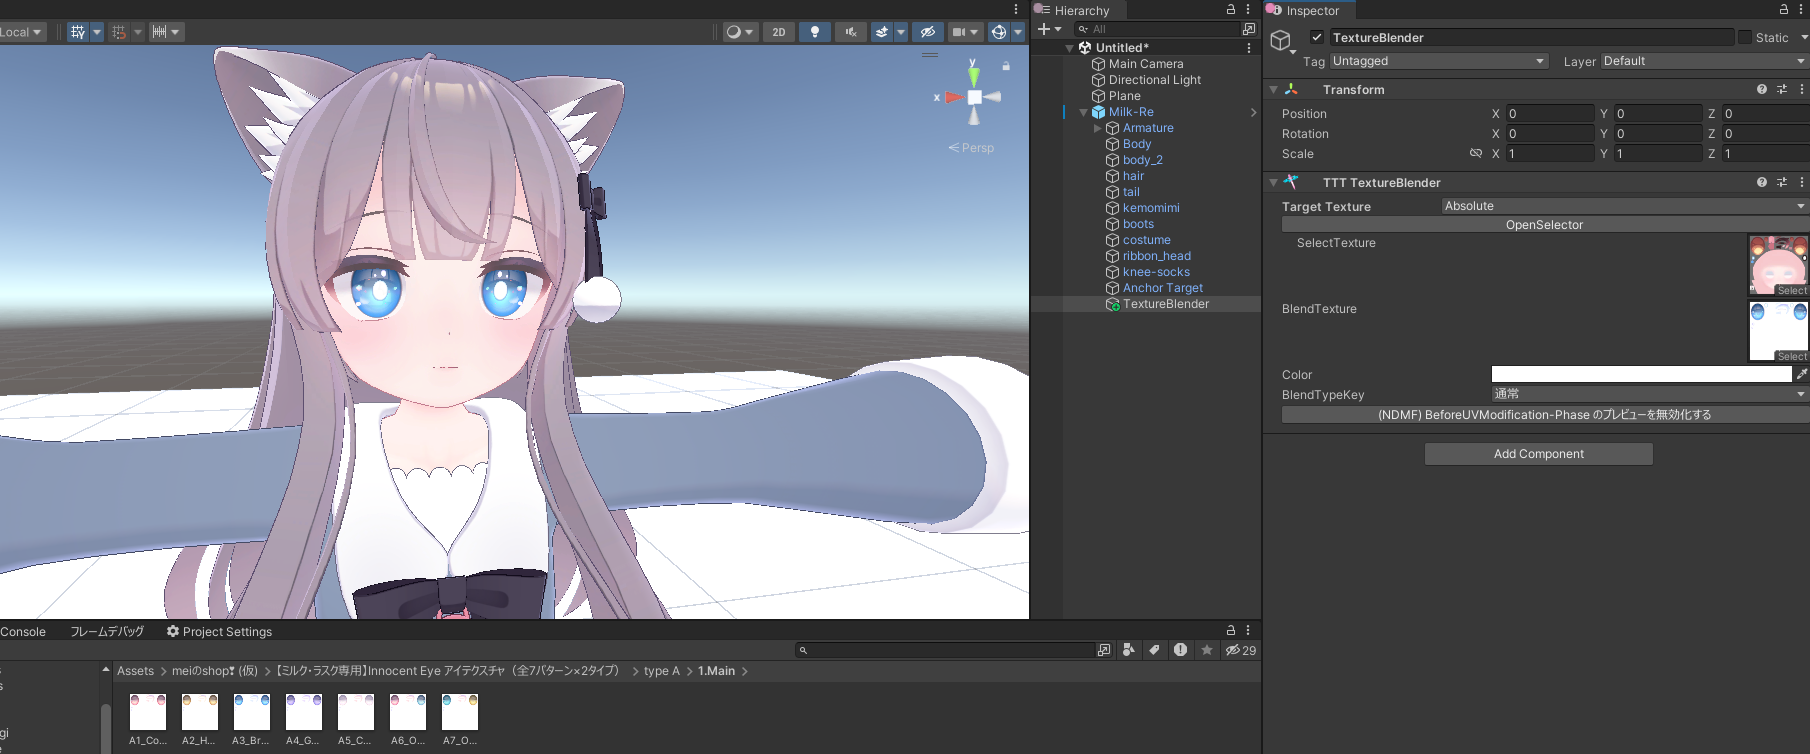 Local
2D
y
x
Persp
Hierarchy
All
Untitled*
Main Camera
Directional Light
Plane
Milk-Re
Armature
Body
body_2
hair
tail
kemomimi
boots
costume
ribbon_head
knee-socks
Anchor Target
TextureBlender
Inspector
TextureBlender
Static
Tag Untagged
Layer Default
Transform
Position X 0 Y 0 Z 0
Rotation X 0 Y 0 Z 0
Scale X 1 Y 1 Z 1
TTT TextureBlender
Target Texture Absolute
OpenSelector
SelectTexture
Select
BlendTexture
Select
Color
BlendTypeKey 通常
(NDMF) BeforeUVModification-Phase のプレビューを無効化する
Add Component
Console フレームデバッグ Project Settings
29
Assets > meiのshop❣(仮) > 【ミルク・ラスク専用】Innocent Eye アイテクスチャ（全7パターン×2タイプ） > type A > 1.Main >
A1_Co... A2_H... A3_Br... A4_G... A5_C... A6_O... A7_O...
s
gi